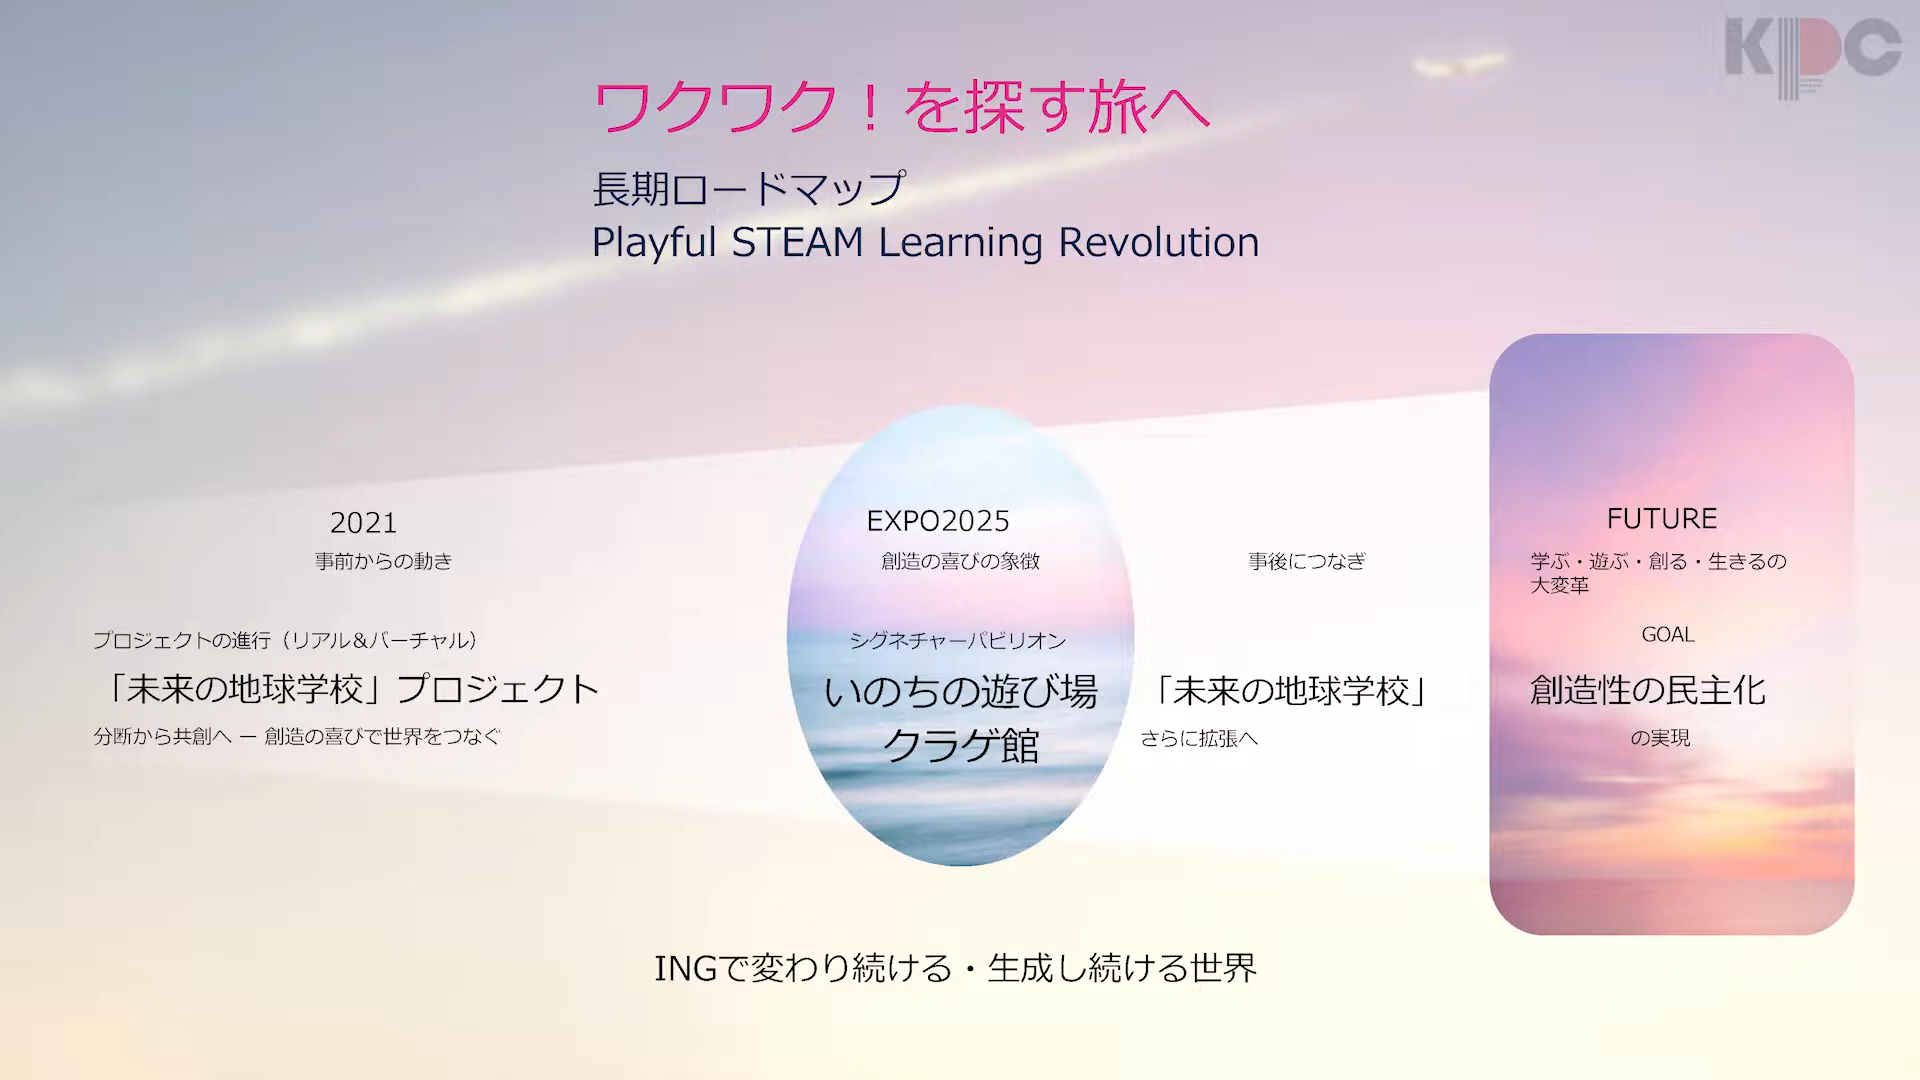 KPC
ワクワク！を探す旅へ
長期ロードマップ
Playful STEAM Learning Revolution
2021
事前からの動き
プロジェクトの進行（リアル＆バーチャル）
「未来の地球学校」プロジェクト
分断から共創へ ー 創造の喜びで世界をつなぐ
EXPO2025
創造の喜びの象徴
シグネチャーパビリオン
いのちの遊び場
クラゲ館
事後につなぎ
「未来の地球学校」
さらに拡張へ
FUTURE
学ぶ・遊ぶ・創る・生きるの
大変革
GOAL
創造性の民主化
の実現
INGで変わり続ける・生成し続ける世界